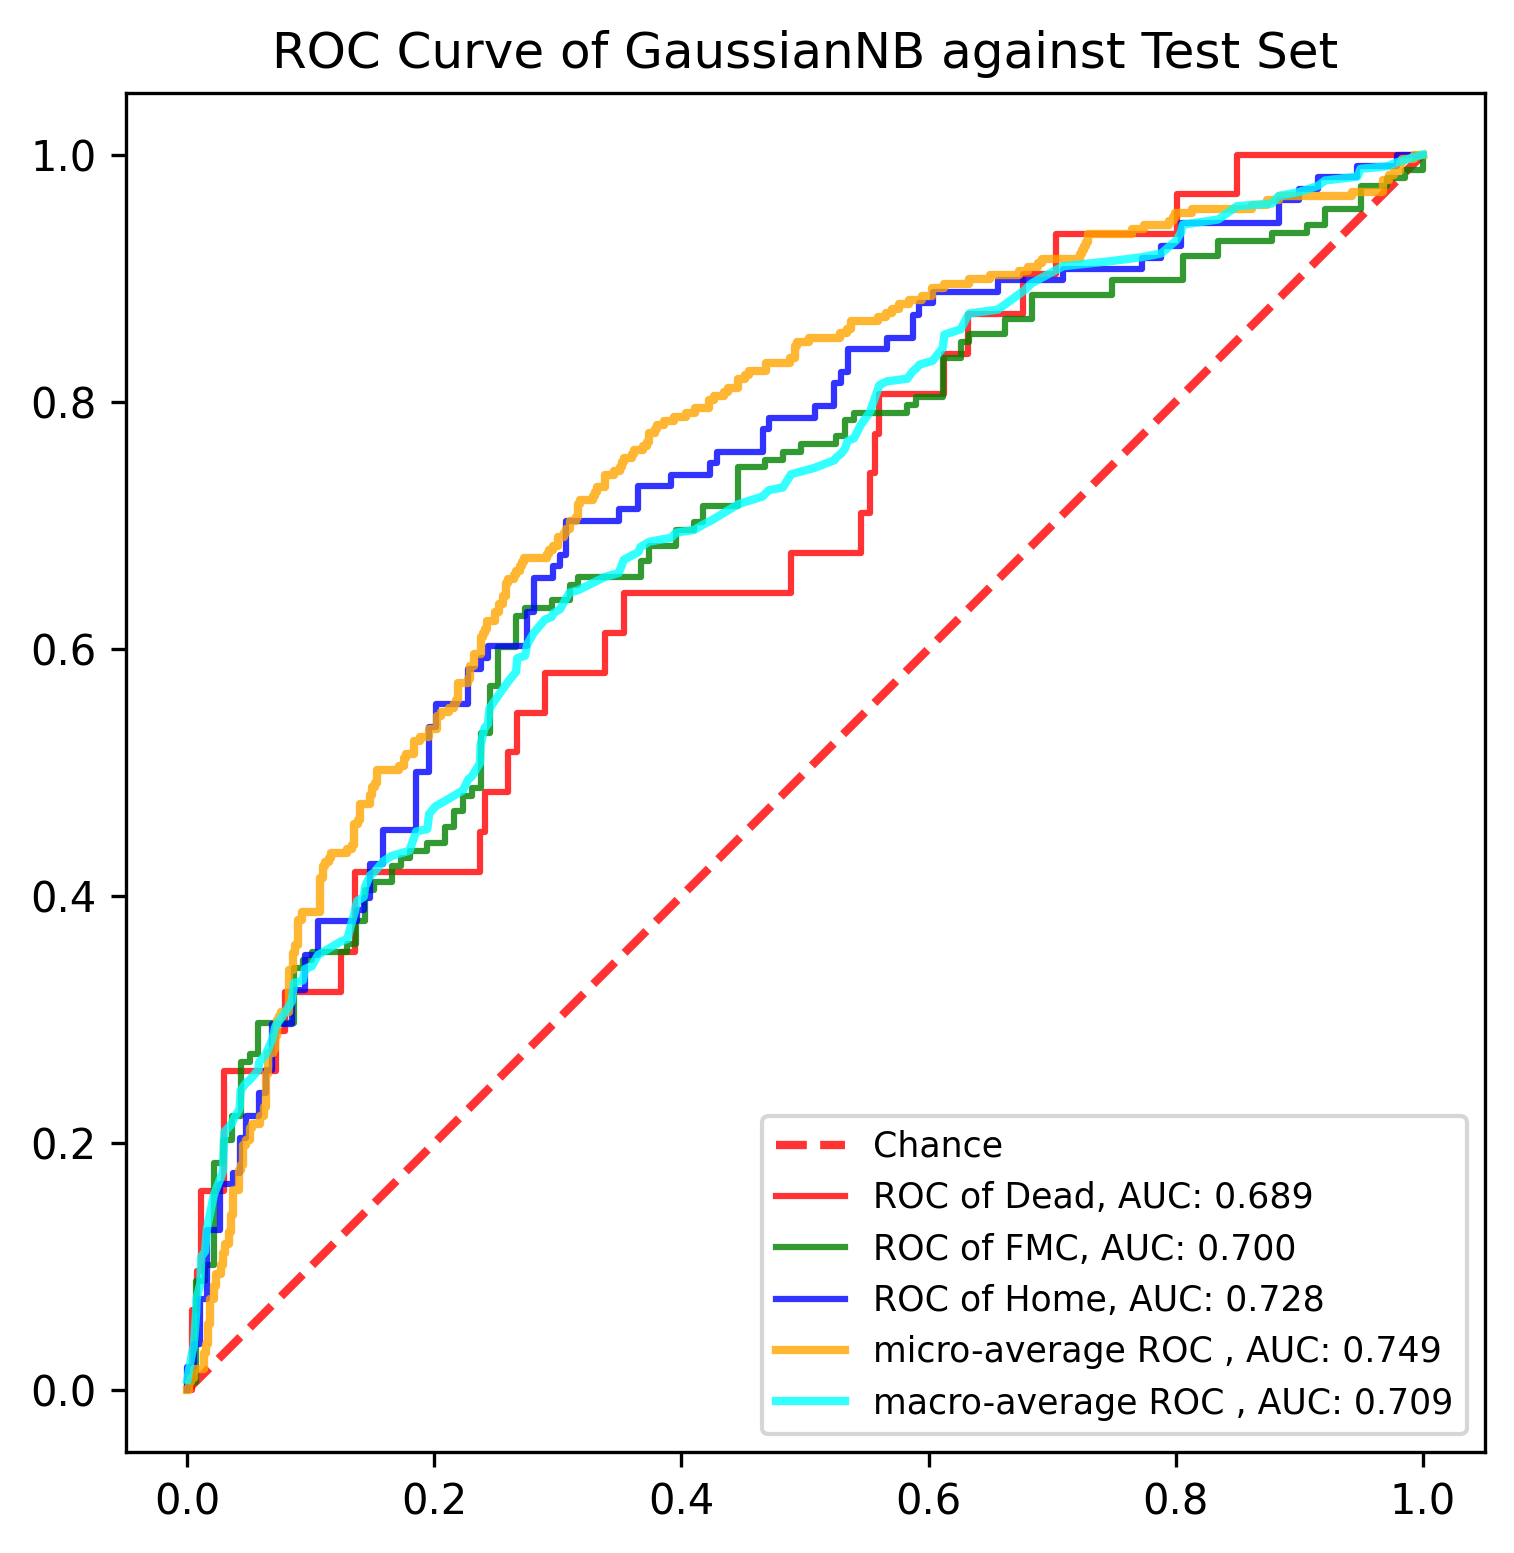 ROC Curve of GaussianNB against Test Set
1.0
0.8
0.6
0.4
0.2
0.0
Chance
ROC of Dead, AUC: 0.689
ROC of FMC, AUC: 0.700
ROC of Home, AUC: 0.728
micro-average ROC , AUC: 0.749
macro-average ROC , AUC: 0.709
0.0 0.2 0.4 0.6 0.8 1.0